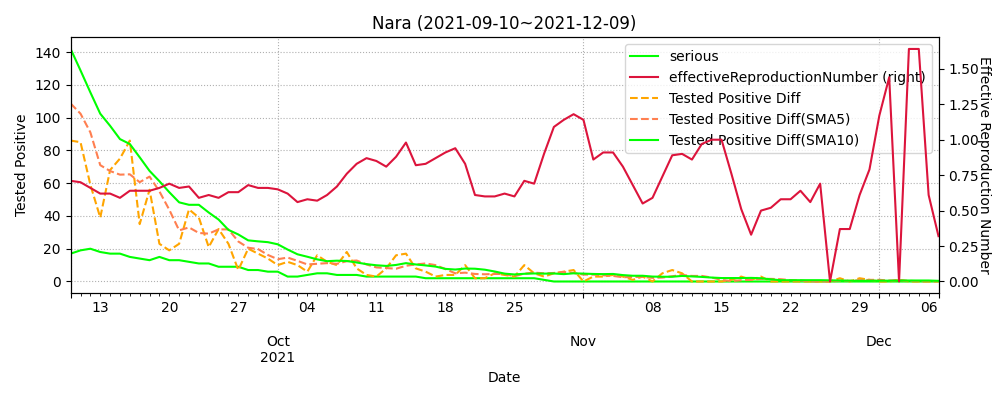 Nara (2021-09-10~2021-12-09)
140
120
100
80
60
40
20
0
Tested Positive
1.50
1.25
1.00
0.75
0.50
0.25
0.00
Effective Reproduction Number
serious
effectiveReproductionNumber (right)
Tested Positive Diff
Tested Positive Diff(SMA5)
Tested Positive Diff(SMA10)
13 20 27 04 11 18 25 08 15 22 29 06
Oct Nov Dec
2021
Date